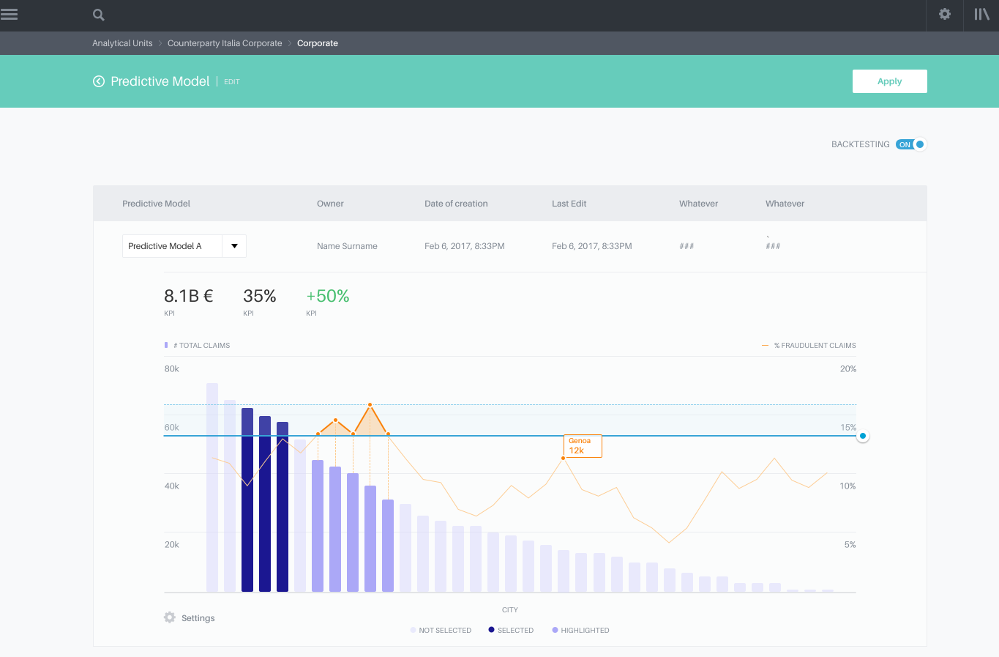 Analytical Units > Counterparty Italia Corporate > Corporate
Predictive Model | EDIT
Apply
BACKTESTING ON
Predictive Model Owner Date of creation Last Edit Whatever Whatever
Predictive Model A Name Surname Feb 6, 2017, 8:33PM Feb 6, 2017, 8:33PM ### ###
8.1B € 35% +50%
KPI KPI KPI
# TOTAL CLAIMS % FRAUDULENT CLAIMS
80k 20%
60k 15%
Genoa
12k
40k 10%
20k 5%
CITY
Settings
NOT SELECTED SELECTED HIGHLIGHTED